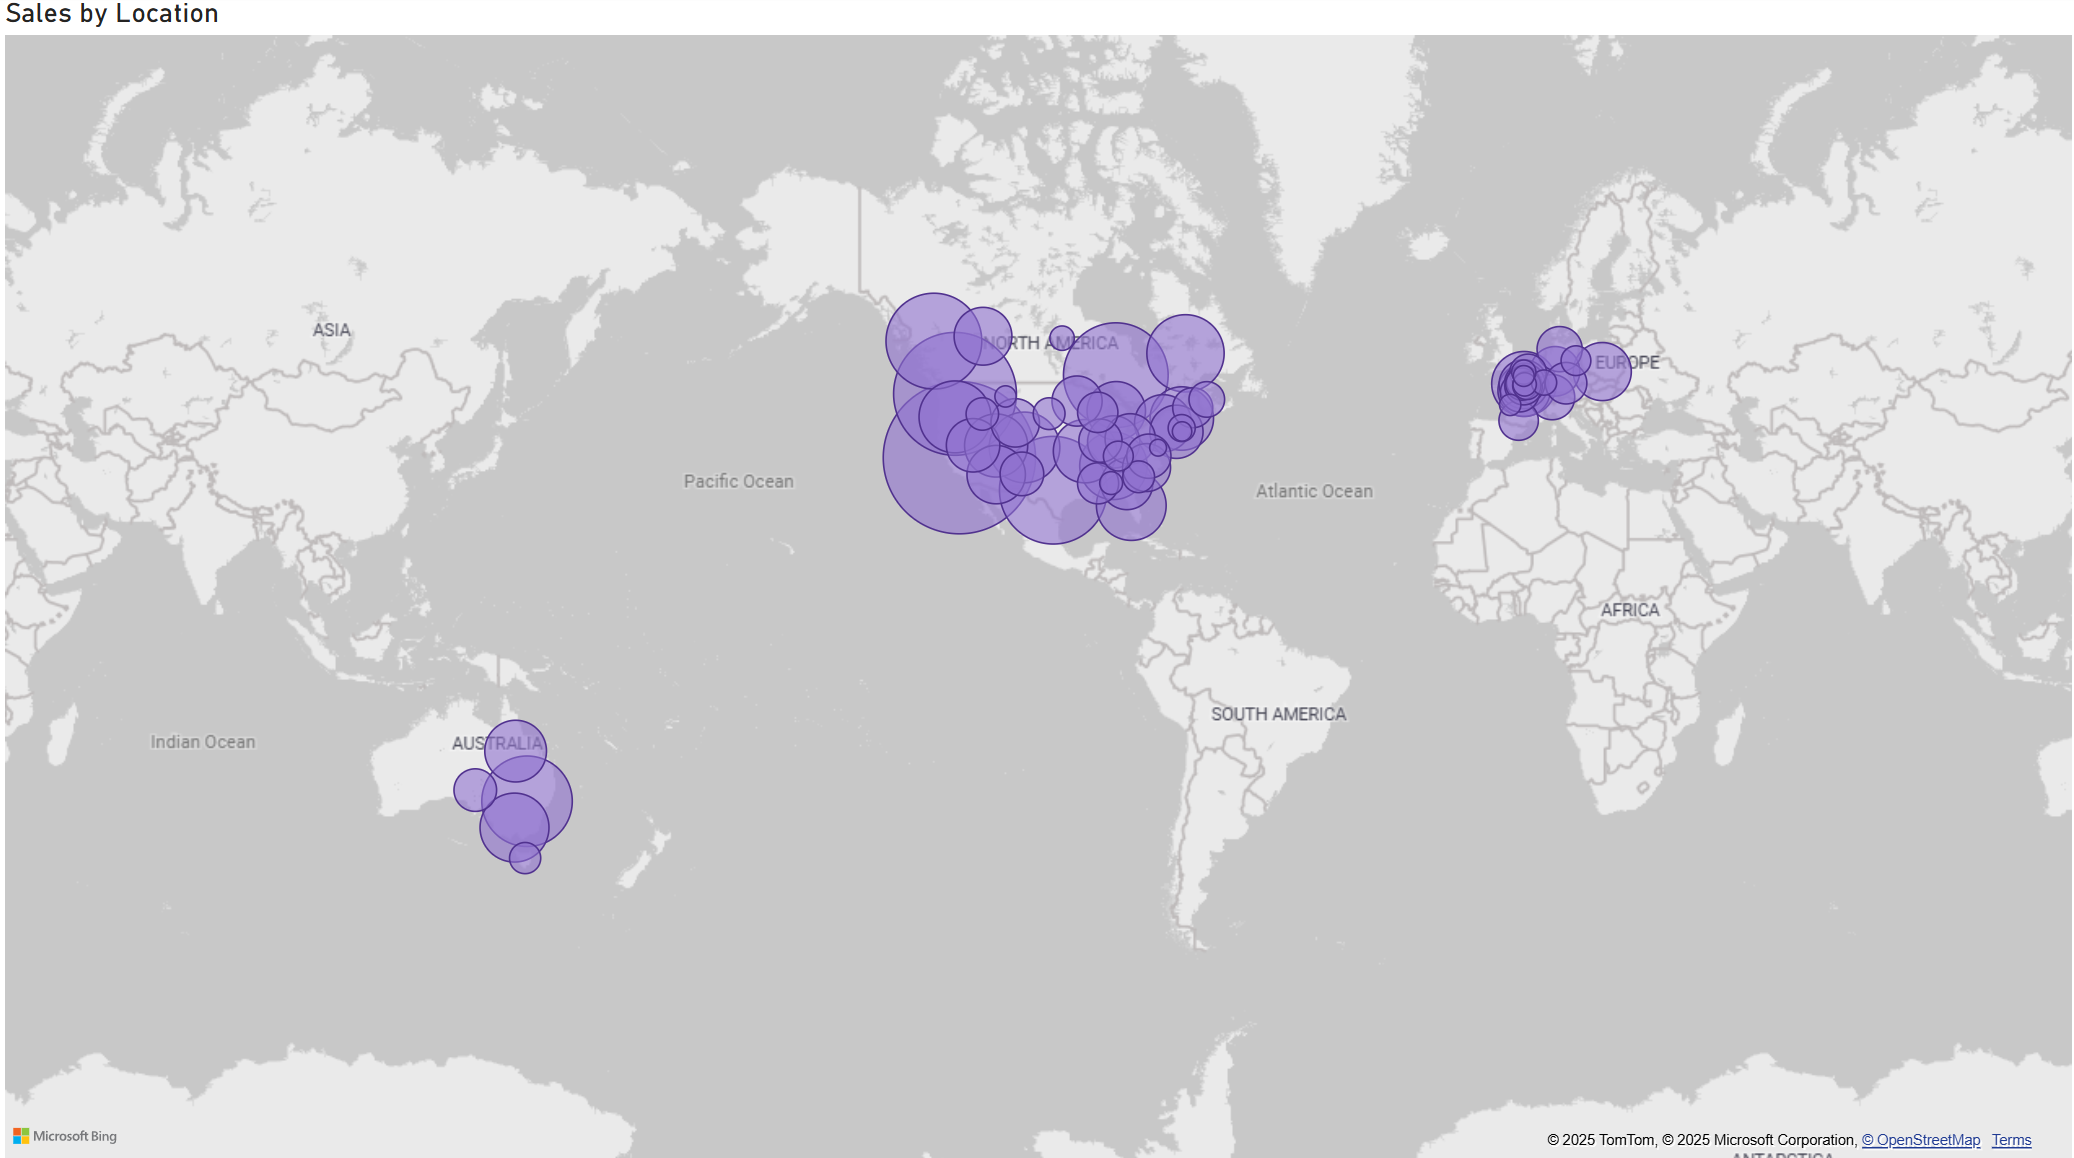 Sales by Location
ASIA
NORTH AMERICA
EUROPE
Pacific Ocean
Atlantic Ocean
AFRICA
SOUTH AMERICA
Indian Ocean
AUSTRALIA
Microsoft Bing
© 2025 TomTom, © 2025 Microsoft Corporation, © OpenStreetMap Terms
ANTARCTICA